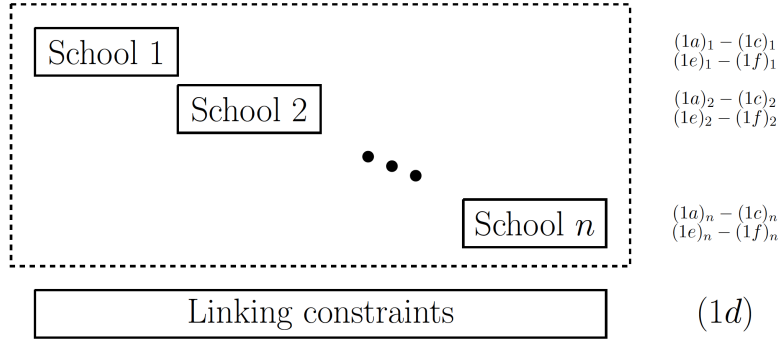 School 1
(1a)₁ − (1c)₁
(1e)₁ − (1f)₁
School 2
(1a)₂ − (1c)₂
(1e)₂ − (1f)₂
School n
(1a)ₙ − (1c)ₙ
(1e)ₙ − (1f)ₙ
Linking constraints
(1d)